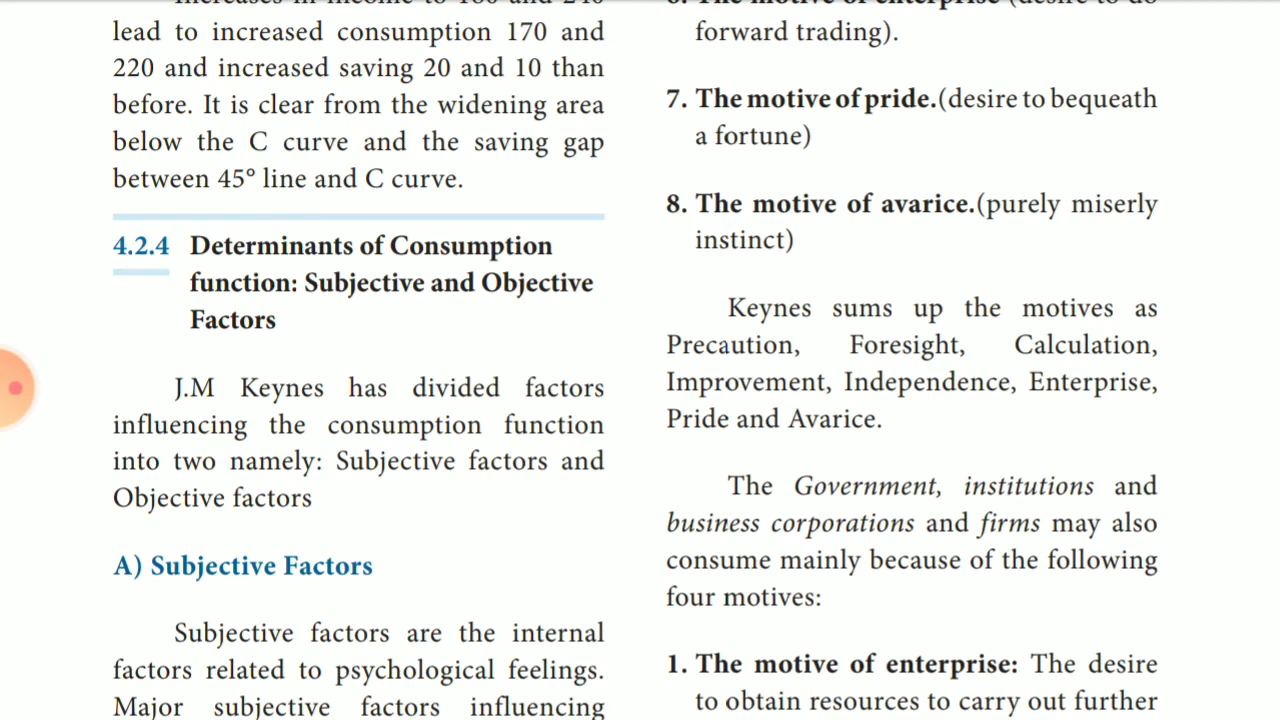 lead to increased consumption 170 and
220 and increased saving 20 and 10 than
before. It is clear from the widening area
below the C curve and the saving gap
between 45° line and C curve.
4.2.4 Determinants of Consumption
function: Subjective and Objective
Factors
J.M Keynes has divided factors
influencing the consumption function
into two namely: Subjective factors and
Objective factors
A) Subjective Factors
Subjective factors are the internal
factors related to psychological feelings.
Major subjective factors influencing
forward trading).
7. The motive of pride.(desire to bequeath
a fortune)
8. The motive of avarice.(purely miserly
instinct)
Keynes sums up the motives as
Precaution, Foresight, Calculation,
Improvement, Independence, Enterprise,
Pride and Avarice.
The Government, institutions and
business corporations and firms may also
consume mainly because of the following
four motives:
1. The motive of enterprise: The desire
to obtain resources to carry out further